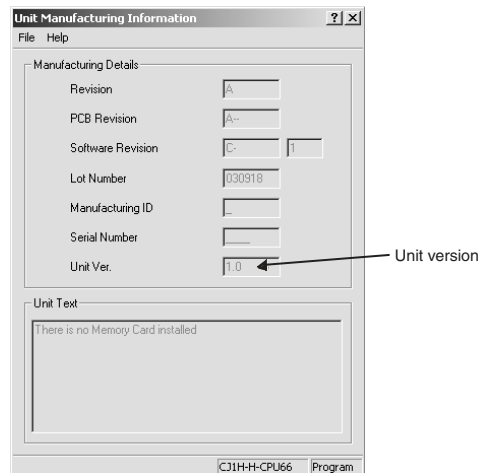 Unit Manufacturing Information ? ×
File Help
Manufacturing Details
Revision A
PCB Revision A--
Software Revision C- 1
Lot Number 030918
Manufacturing ID _
Serial Number ____
Unit Ver. 1.0
Unit version
Unit Text
There is no Memory Card installed
CJ1H-H-CPU66 Program